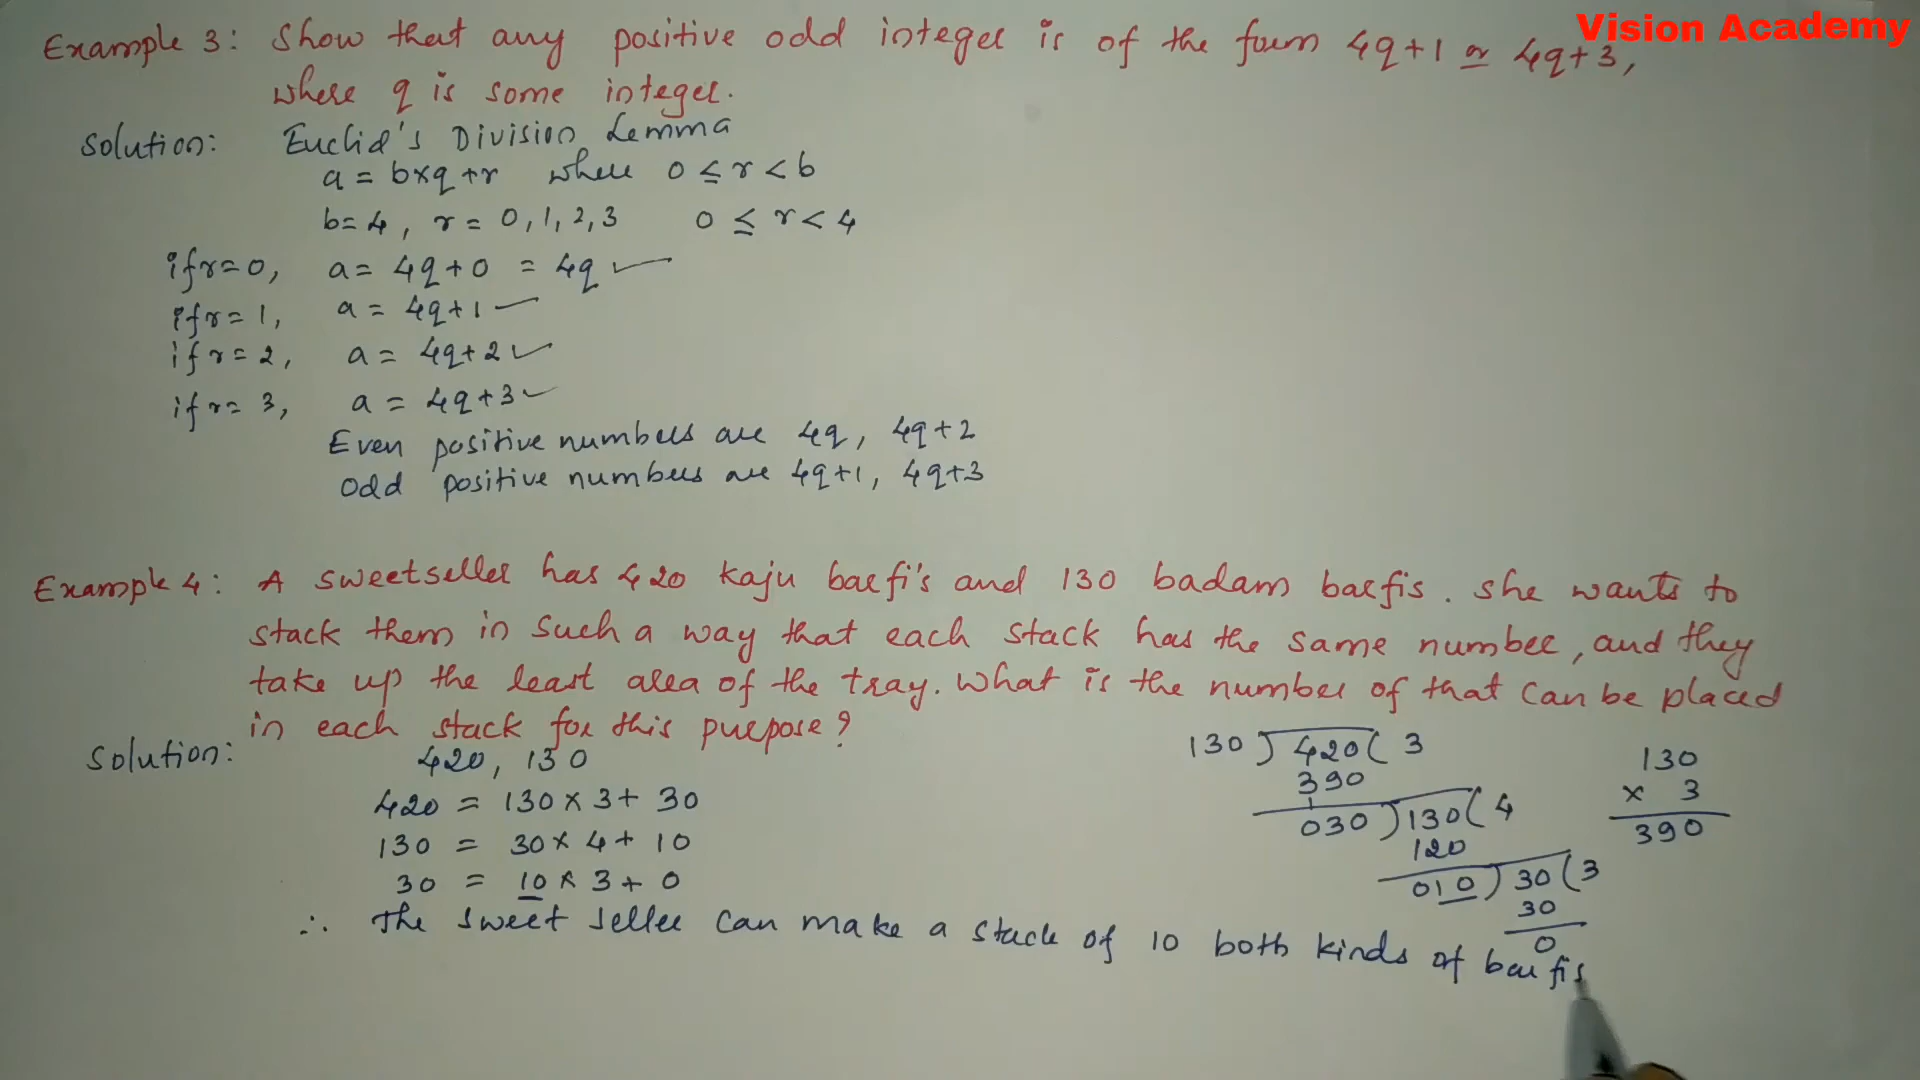 Vision Academy
Example 3: Show that any positive odd integer is of the form 4q+1 or 4q+3,
where q is some integer.
Solution: Euclid's Division Lemma
a = b×q+r where 0 ≤ r < b
b=4, r = 0,1,2,3 0 ≤ r < 4
if r=0, a = 4q+0 = 4q
if r=1, a = 4q+1
if r=2, a = 4q+2
if r=3, a = 4q+3
Even positive numbers are 4q, 4q+2
Odd positive numbers are 4q+1, 4q+3
Example 4: A sweetseller has 420 kaju barfi's and 130 badam barfis. She wants to
stack them in such a way that each stack has the same number, and they
take up the least area of the tray. What is the number of that can be placed
in each stack for this purpose?
Solution: 420, 130
420 = 130×3+30
130 = 30×4+10
30 = 10×3+0
∴ The sweet seller can make a stack of 10 both kinds of barfis
130 ) 420 ( 3
390
030 ) 130 ( 4
120
010 ) 30 ( 3
30
0
130
× 3
390